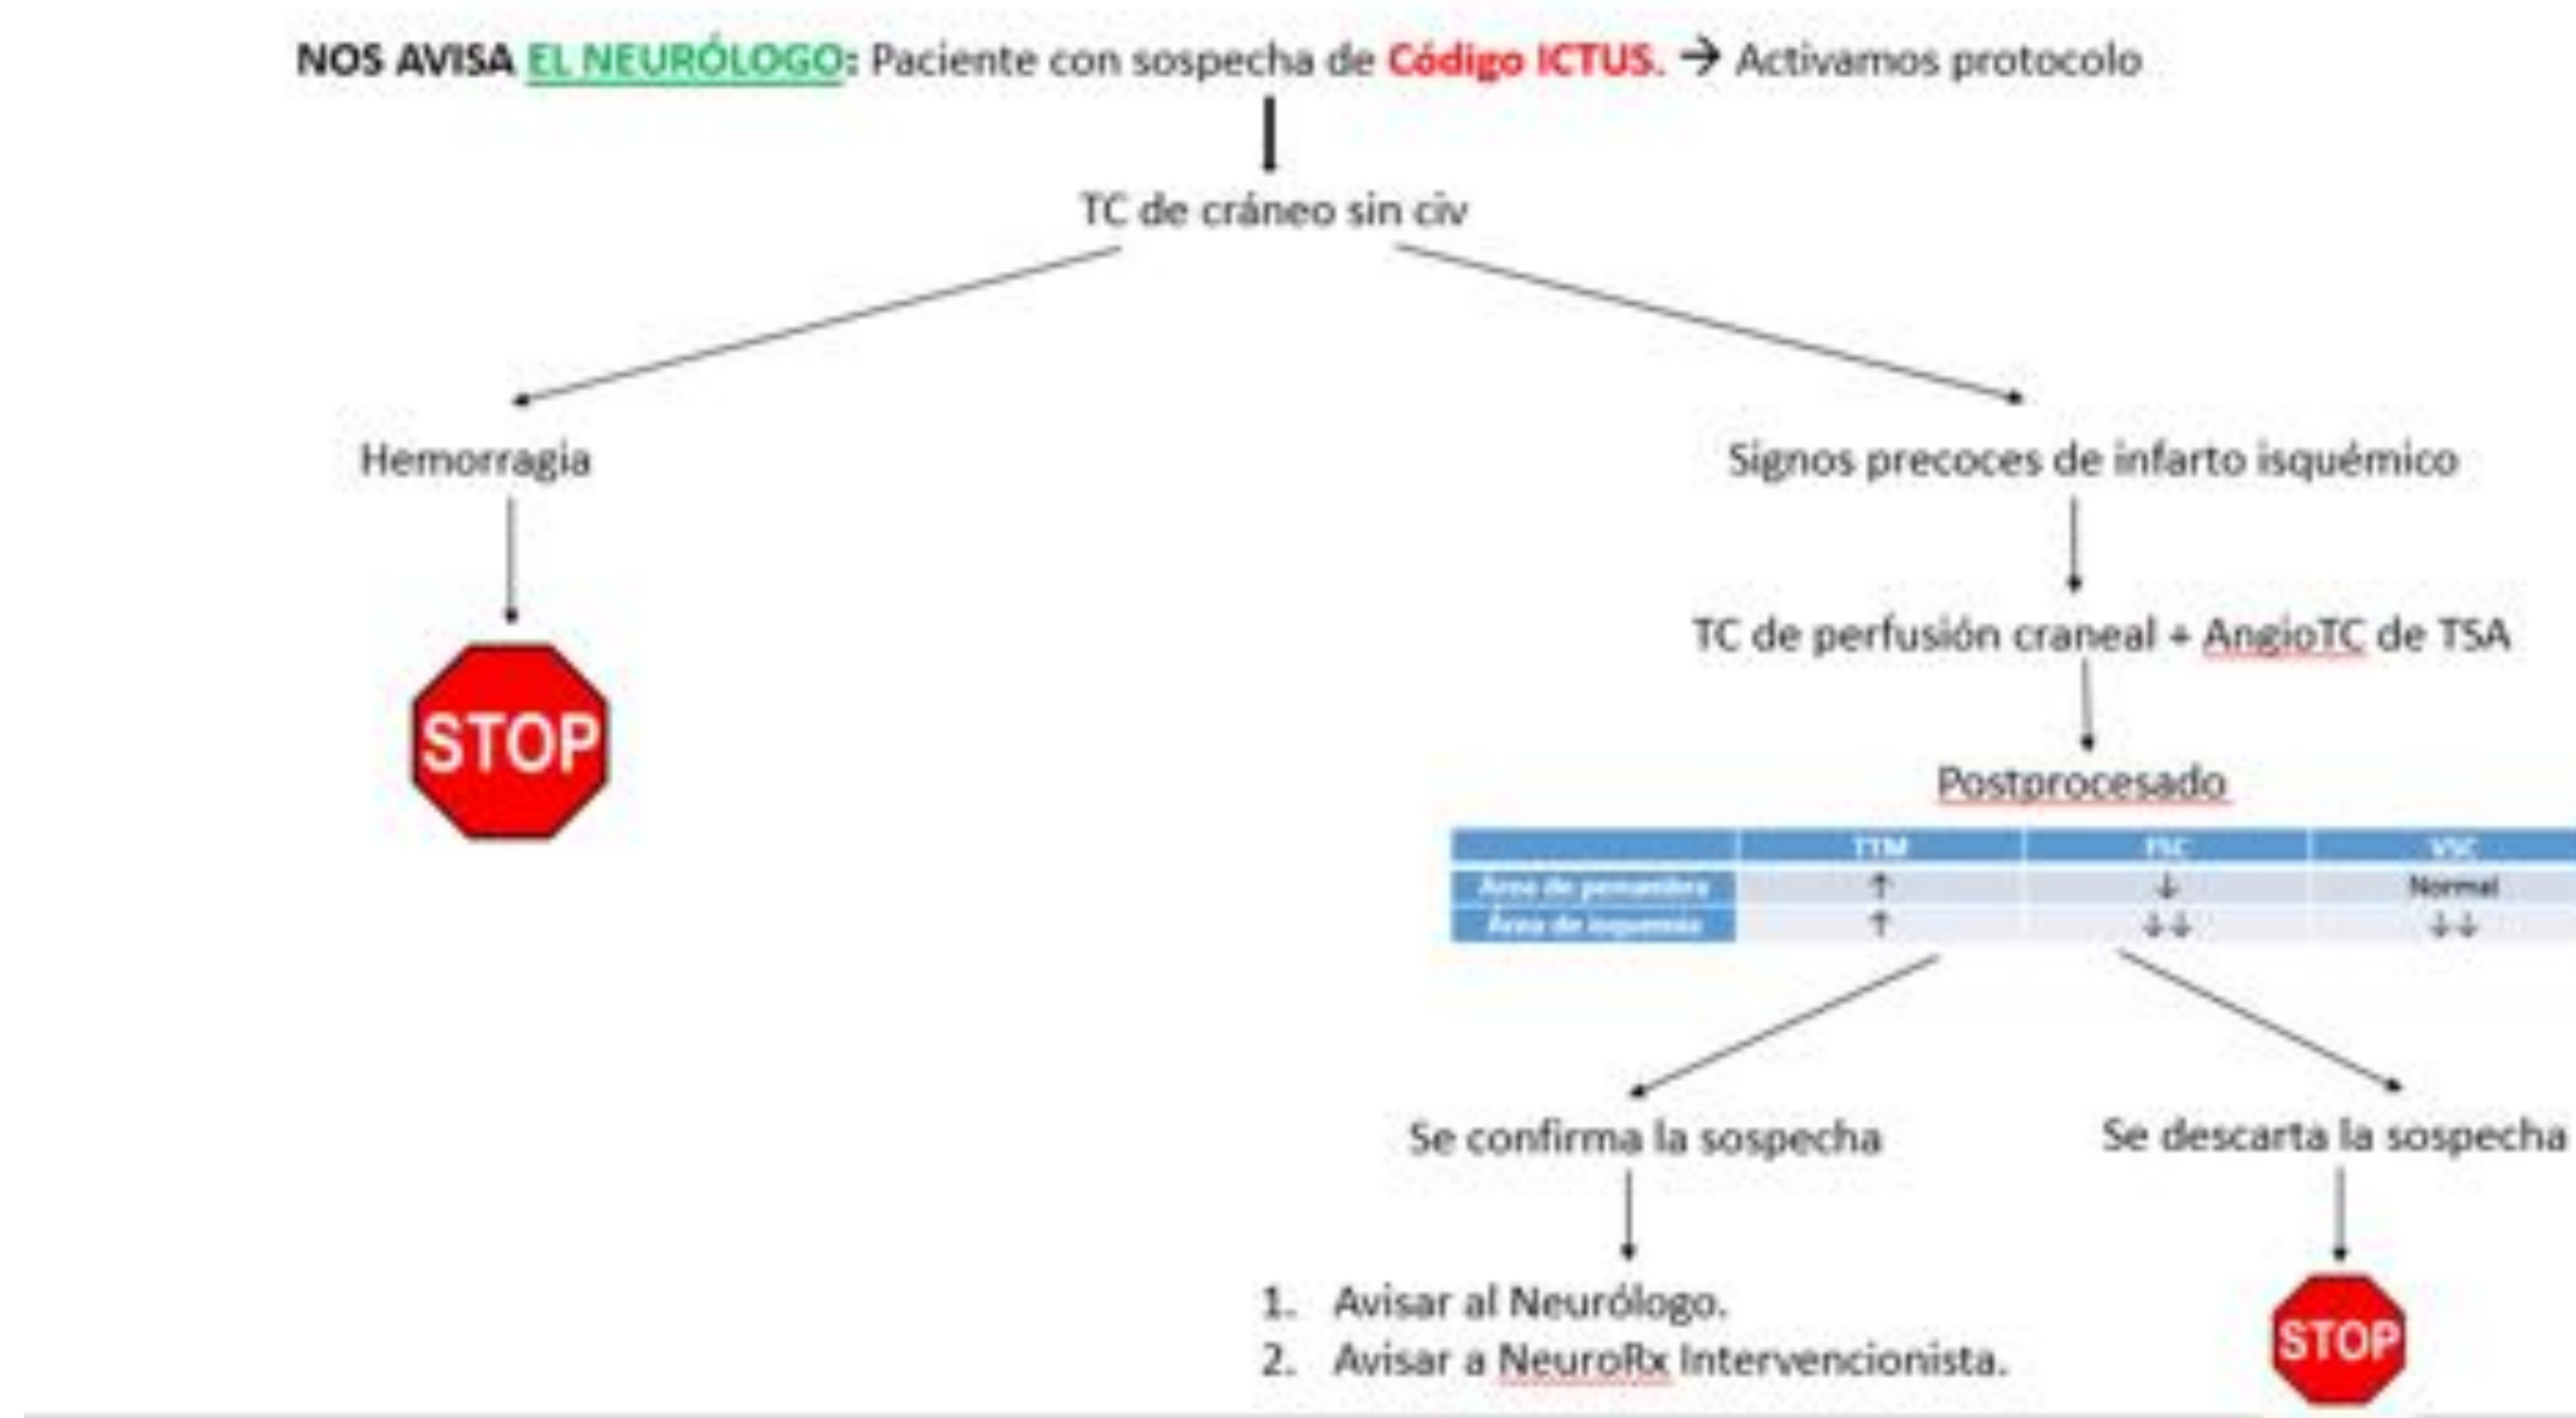 NOS AVISA EL NEURÓLOGO: Paciente con sospecha de Código ICTUS. → Activamos protocolo
TC de cráneo sin civ
Hemorragia
Signos precoces de infarto isquémico
STOP
TC de perfusión craneal + AngioTC de TSA
Postprocesado
TTM FSC VSC
Área de penumbra ↑ ↓ Normal
Área de isquemia ↑ ↓↓ ↓↓
Se confirma la sospecha
Se descarta la sospecha
1. Avisar al Neurólogo.
2. Avisar a NeuroRx Intervencionista.
STOP